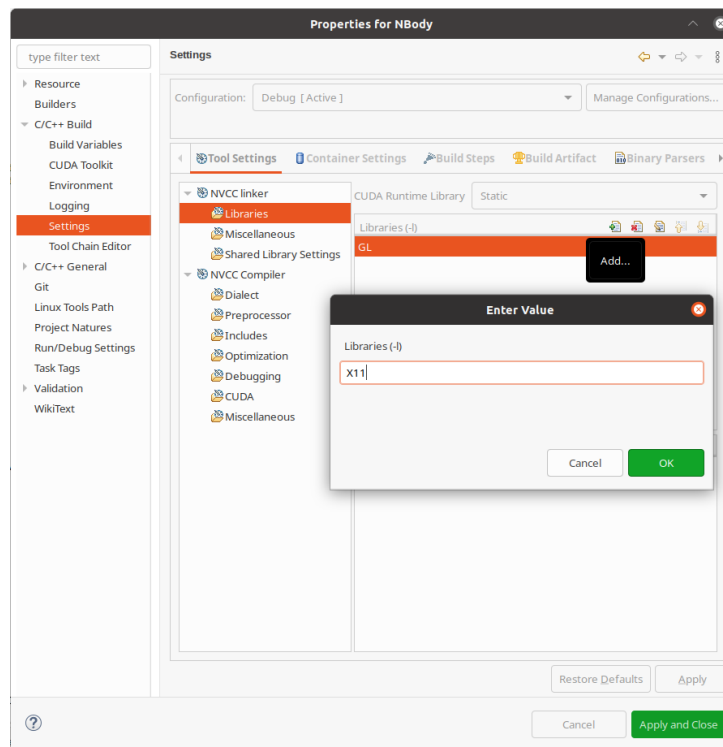 Properties for NBody
type filter text
Resource
Builders
C/C++ Build
Build Variables
CUDA Toolkit
Environment
Logging
Settings
Tool Chain Editor
C/C++ General
Git
Linux Tools Path
Project Natures
Run/Debug Settings
Task Tags
Validation
WikiText
Settings
Configuration: Debug [ Active ]
Manage Configurations...
Tool Settings Container Settings Build Steps Build Artifact Binary Parsers
NVCC linker
Libraries
Miscellaneous
Shared Library Settings
NVCC Compiler
Dialect
Preprocessor
Includes
Optimization
Debugging
CUDA
Miscellaneous
CUDA Runtime Library Static
Libraries (-l)
GL
Add...
Enter Value
Libraries (-l)
X11
Cancel OK
Restore Defaults Apply
? Cancel Apply and Close